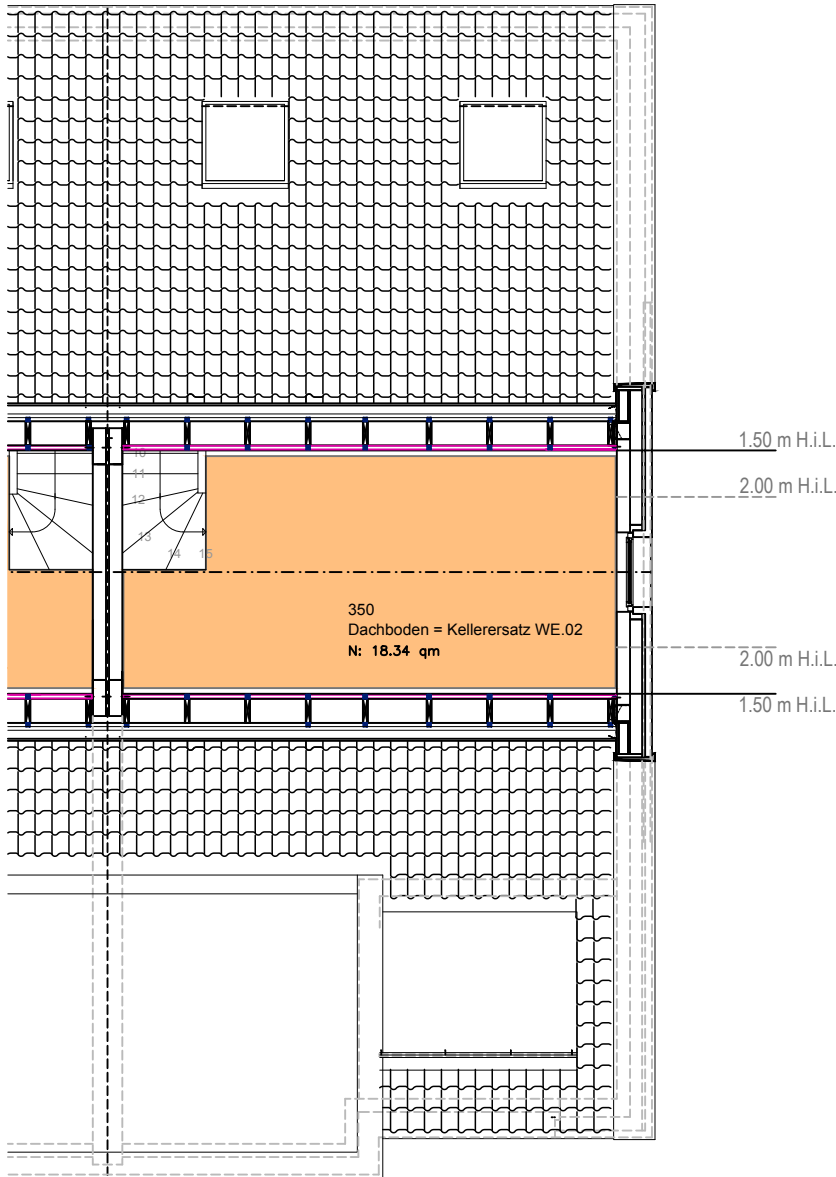 1.50 m H.i.L.
10
11
2.00 m H.i.L.
12
13
14 15
350
Dachboden = Kellerersatz WE.02
N: 18.34 qm
2.00 m H.i.L.
1.50 m H.i.L.